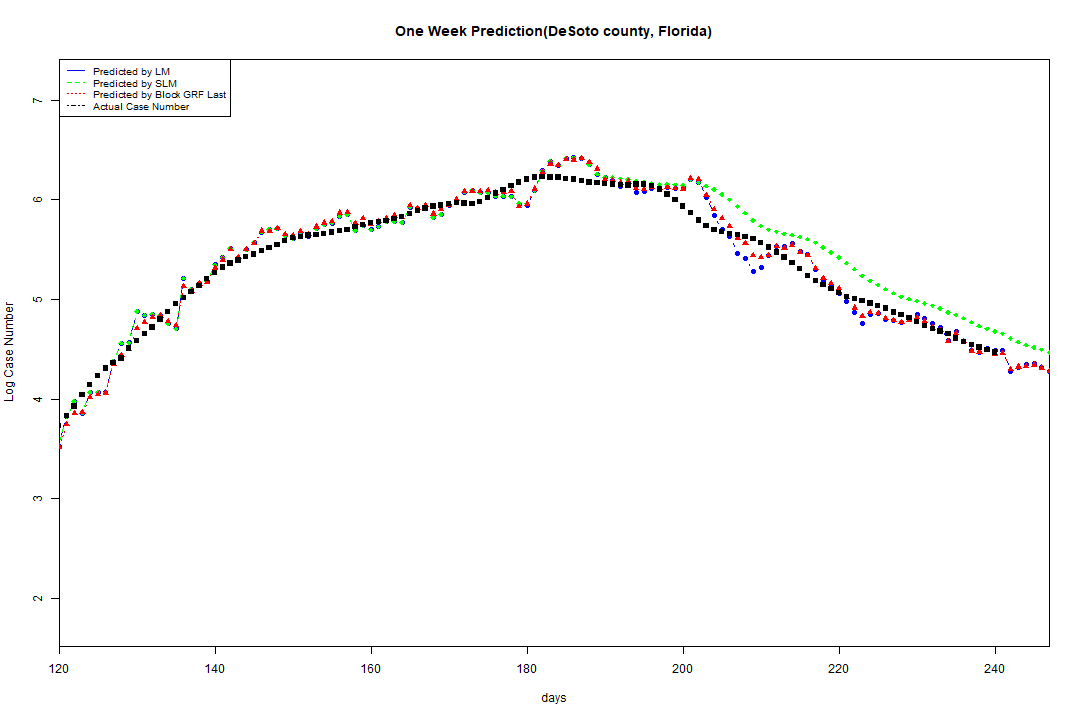 One Week Prediction(DeSoto county, Florida)
Predicted by LM
Predicted by SLM
Predicted by Block GRF Last
Actual Case Number
7
6
5
4
3
2
Log Case Number
120 140 160 180 200 220 240
days